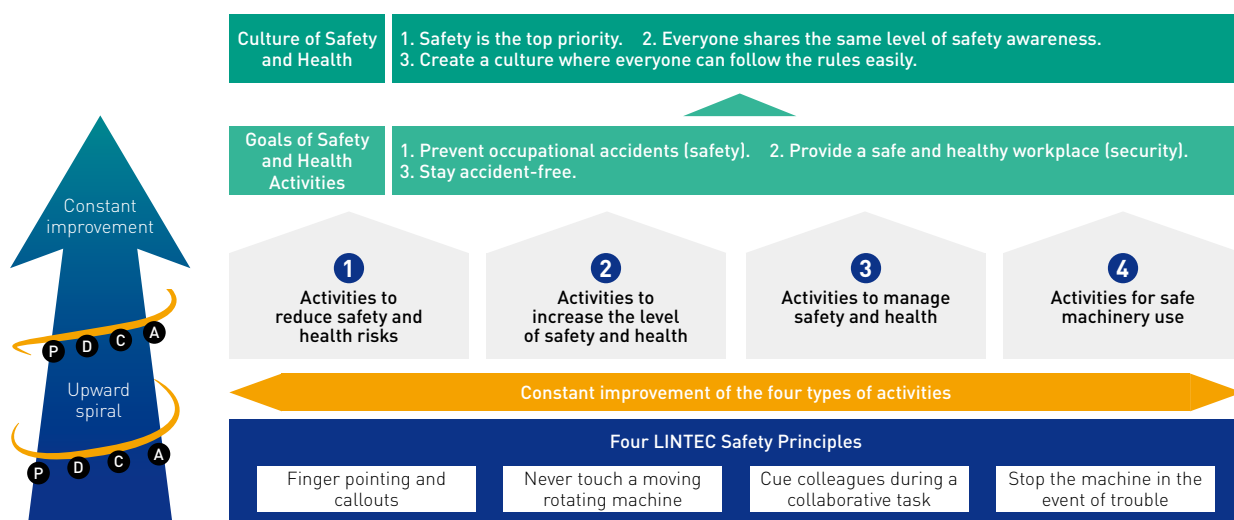 Culture of Safety
and Health
1. Safety is the top priority. 2. Everyone shares the same level of safety awareness.
3. Create a culture where everyone can follow the rules easily.
Goals of Safety
and Health
Activities
1. Prevent occupational accidents (safety). 2. Provide a safe and healthy workplace (security).
3. Stay accident-free.
Constant
improvement
P D C A
Upward
spiral
P D C A
1
Activities to
reduce safety and
health risks
2
Activities to
increase the level
of safety and health
3
Activities to manage
safety and health
4
Activities for safe
machinery use
Constant improvement of the four types of activities
Four LINTEC Safety Principles
Finger pointing and
callouts
Never touch a moving
rotating machine
Cue colleagues during a
collaborative task
Stop the machine in the
event of trouble